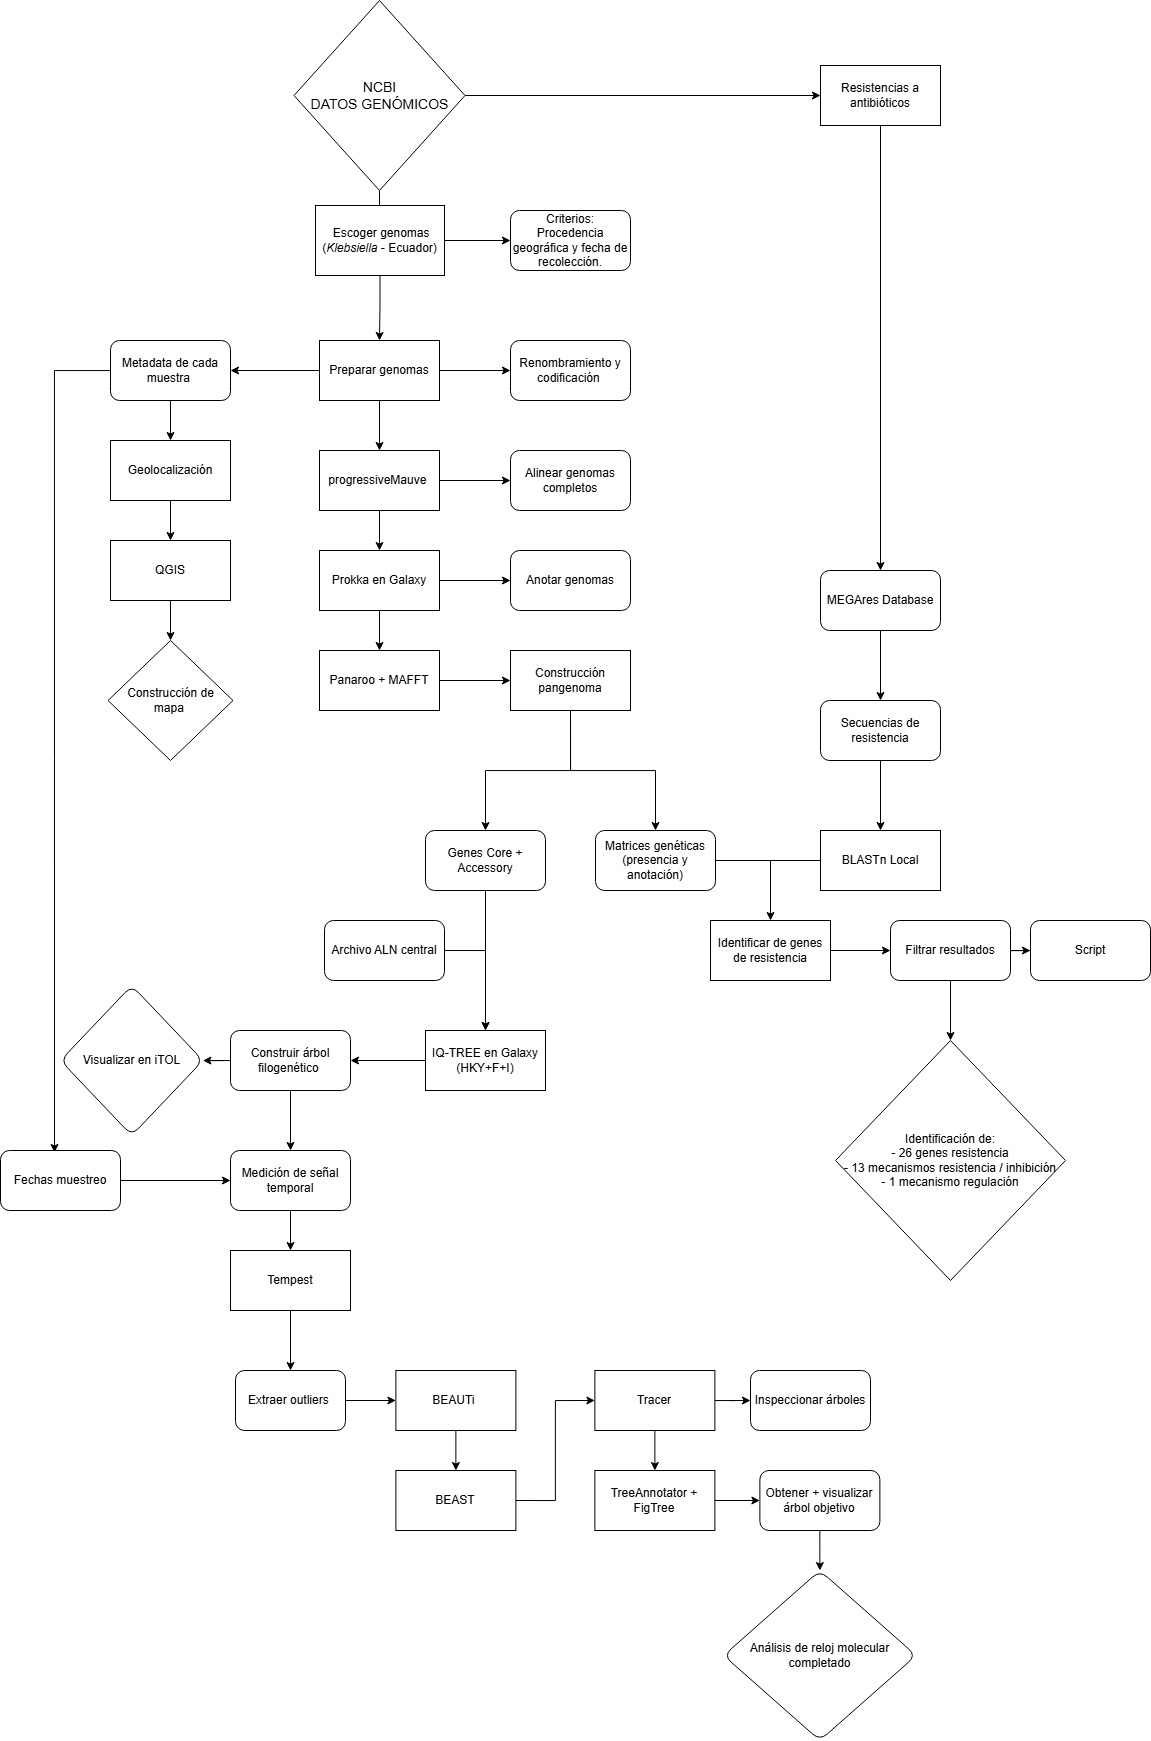 NCBI
DATOS GENÓMICOS
Resistencias a
antibióticos
Escoger genomas
(Klebsiella - Ecuador)
Criterios:
Procedencia
geográfica y fecha de
recolección.
Metadata de cada
muestra
Preparar genomas
Renombramiento y
codificación
Geolocalización
progressiveMauve
Alinear genomas
completos
QGIS
Prokka en Galaxy
Anotar genomas
MEGAres Database
Construcción de
mapa
Panaroo + MAFFT
Construcción
pangenoma
Secuencias de
resistencia
Genes Core +
Accessory
Matrices genéticas
(presencia y
anotación)
BLASTn Local
Archivo ALN central
Identificar de genes
de resistencia
Filtrar resultados
Script
Visualizar en iTOL
Construir árbol
filogenético
IQ-TREE en Galaxy
(HKY+F+I)
Identificación de:
- 26 genes resistencia
- 13 mecanismos resistencia / inhibición
- 1 mecanismo regulación
Fechas muestreo
Medición de señal
temporal
Tempest
Extraer outliers
BEAUTi
Tracer
Inspeccionar árboles
BEAST
TreeAnnotator +
FigTree
Obtener + visualizar
árbol objetivo
Análisis de reloj molecular
completado